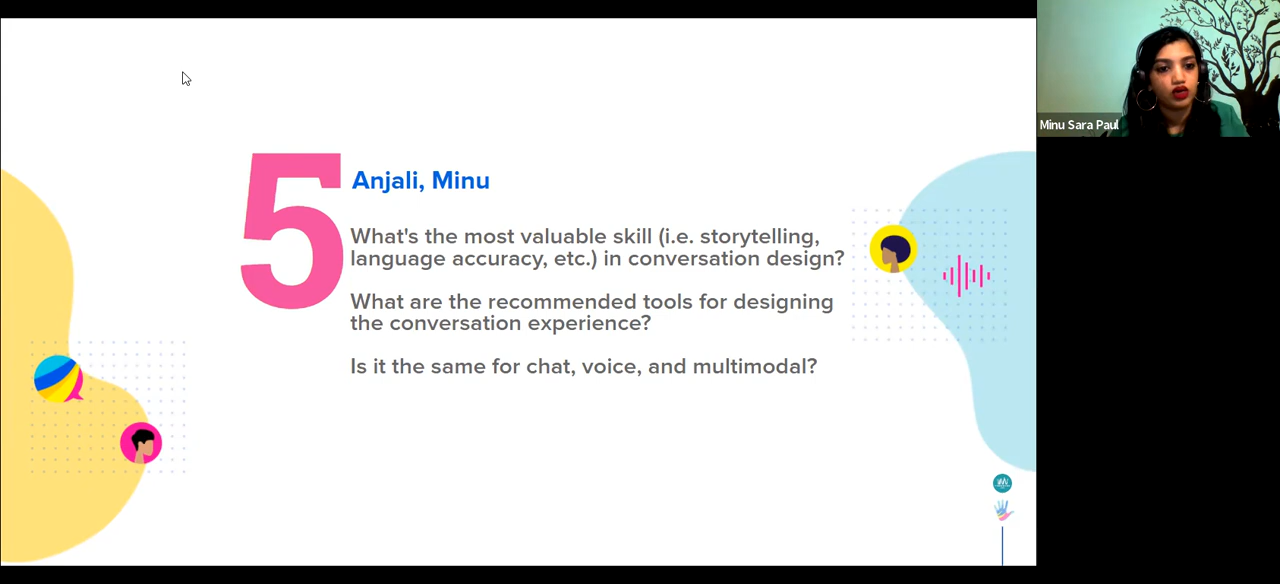 5
Anjali, Minu
What's the most valuable skill (i.e. storytelling,
language accuracy, etc.) in conversation design?
What are the recommended tools for designing
the conversation experience?
Is it the same for chat, voice, and multimodal?
Minu Sara Paul